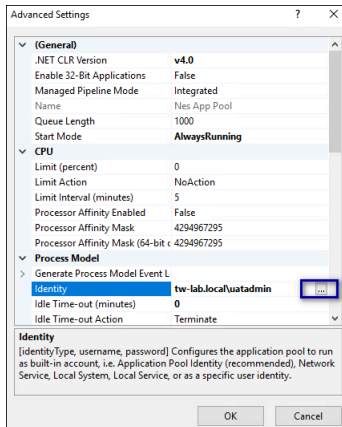 Advanced Settings ? ×
(General)
.NET CLR Version v4.0
Enable 32-Bit Applications False
Managed Pipeline Mode Integrated
Name Nes App Pool
Queue Length 1000
Start Mode AlwaysRunning
CPU
Limit (percent) 0
Limit Action NoAction
Limit Interval (minutes) 5
Processor Affinity Enabled False
Processor Affinity Mask 4294967295
Processor Affinity Mask (64-bit c 4294967295
Process Model
Generate Process Model Event L
Identity tw-lab.local\uatadmin ...
Idle Time-out (minutes) 0
Idle Time-out Action Terminate
Identity
[identityType, username, password] Configures the application pool to run
as built-in account, i.e. Application Pool Identity (recommended), Network
Service, Local System, Local Service, or as a specific user identity.
OK Cancel